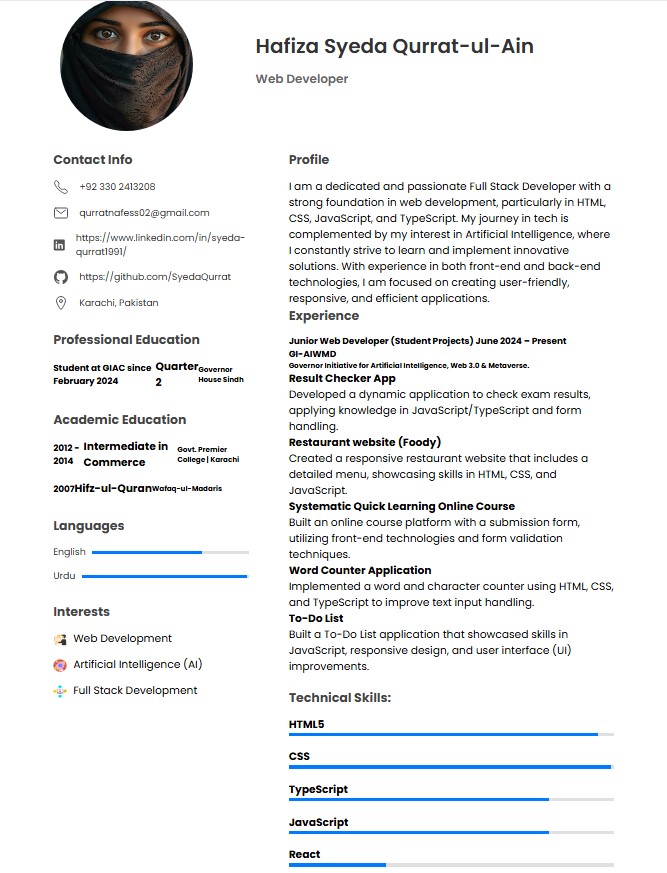 Hafiza Syeda Qurrat-ul-Ain
Web Developer
Contact Info
+92 330 2413208
qurratnafess02@gmail.com
https://www.linkedin.com/in/syeda-
qurrat1991/
https://github.com/SyedaQurrat
Karachi, Pakistan
Professional Education
Student at GIAC since
February 2024
Quarter
2
Governor
House Sindh
Academic Education
2012 -
2014
Intermediate in
Commerce
Govt. Premier
College | Karachi
2007 Hifz-ul-Quran Wafaq-ul-Madaris
Languages
English
Urdu
Interests
Web Development
Artificial Intelligence (AI)
Full Stack Development
Profile
I am a dedicated and passionate Full Stack Developer with a
strong foundation in web development, particularly in HTML,
CSS, JavaScript, and TypeScript. My journey in tech is
complemented by my interest in Artificial Intelligence, where
I constantly strive to learn and implement innovative
solutions. With experience in both front-end and back-end
technologies, I am focused on creating user-friendly,
responsive, and efficient applications.
Experience
Junior Web Developer (Student Projects) June 2024 – Present
GI-AIWMD
Governor Initiative for Artificial Intelligence, Web 3.0 & Metaverse.
Result Checker App
Developed a dynamic application to check exam results,
applying knowledge in JavaScript/TypeScript and form
handling.
Restaurant website (Foody)
Created a responsive restaurant website that includes a
detailed menu, showcasing skills in HTML, CSS, and
JavaScript.
Systematic Quick Learning Online Course
Built an online course platform with a submission form,
utilizing front-end technologies and form validation
techniques.
Word Counter Application
Implemented a word and character counter using HTML, CSS,
and TypeScript to improve text input handling.
To-Do List
Built a To-Do List application that showcased skills in
JavaScript, responsive design, and user interface (UI)
improvements.
Technical Skills:
HTML5
CSS
TypeScript
JavaScript
React